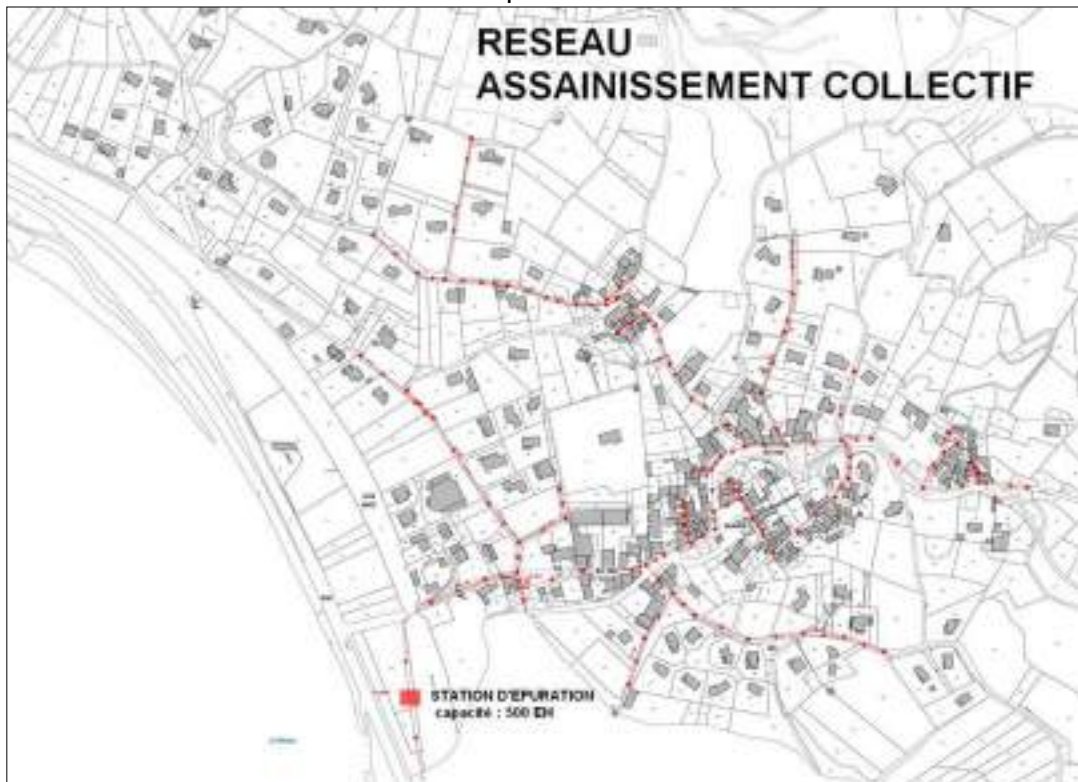 RESEAU
ASSAINISSEMENT COLLECTIF
STATION D'EPURATION
capacité : 500 EH